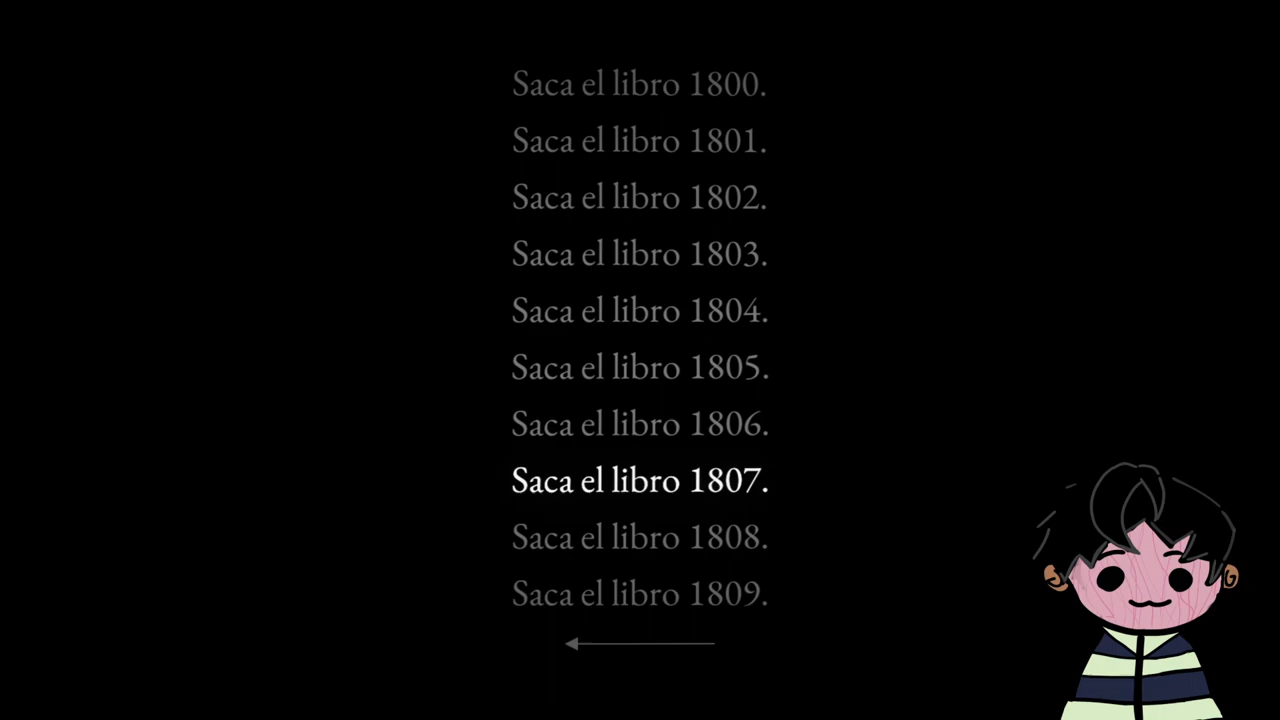 Saca el libro 1800.
Saca el libro 1801.
Saca el libro 1802.
Saca el libro 1803.
Saca el libro 1804.
Saca el libro 1805.
Saca el libro 1806.
Saca el libro 1807.
Saca el libro 1808.
Saca el libro 1809.